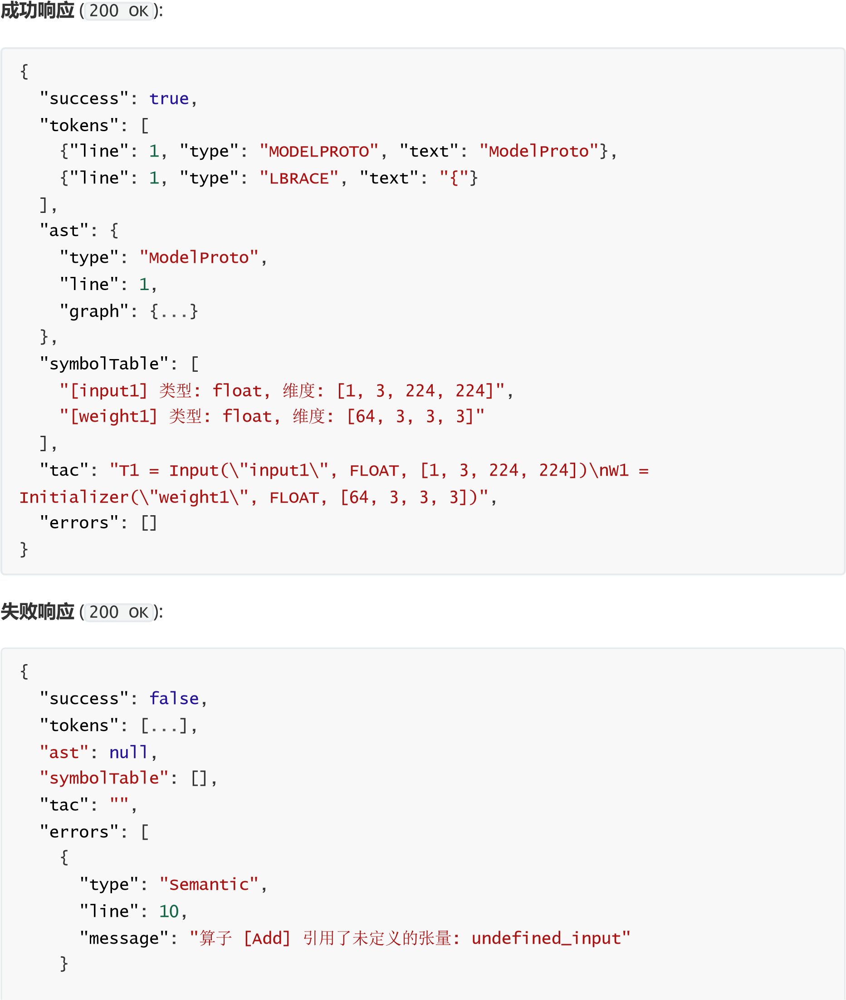 成功响应 (200 OK):
{
  "success": true,
  "tokens": [
    {"line": 1, "type": "MODELPROTO", "text": "ModelProto"},
    {"line": 1, "type": "LBRACE", "text": "{"}
  ],
  "ast": {
    "type": "ModelProto",
    "line": 1,
    "graph": {...}
  },
  "symbolTable": [
    "[input1] 类型: float, 维度: [1, 3, 224, 224]",
    "[weight1] 类型: float, 维度: [64, 3, 3, 3]"
  ],
  "tac": "T1 = Input(\"input1\", FLOAT, [1, 3, 224, 224])\nW1 =
Initializer(\"weight1\", FLOAT, [64, 3, 3, 3])",
  "errors": []
}
失败响应 (200 OK):
{
  "success": false,
  "tokens": [...],
  "ast": null,
  "symbolTable": [],
  "tac": "",
  "errors": [
    {
      "type": "Semantic",
      "line": 10,
      "message": "算子 [Add] 引用了未定义的张量: undefined_input"
    }